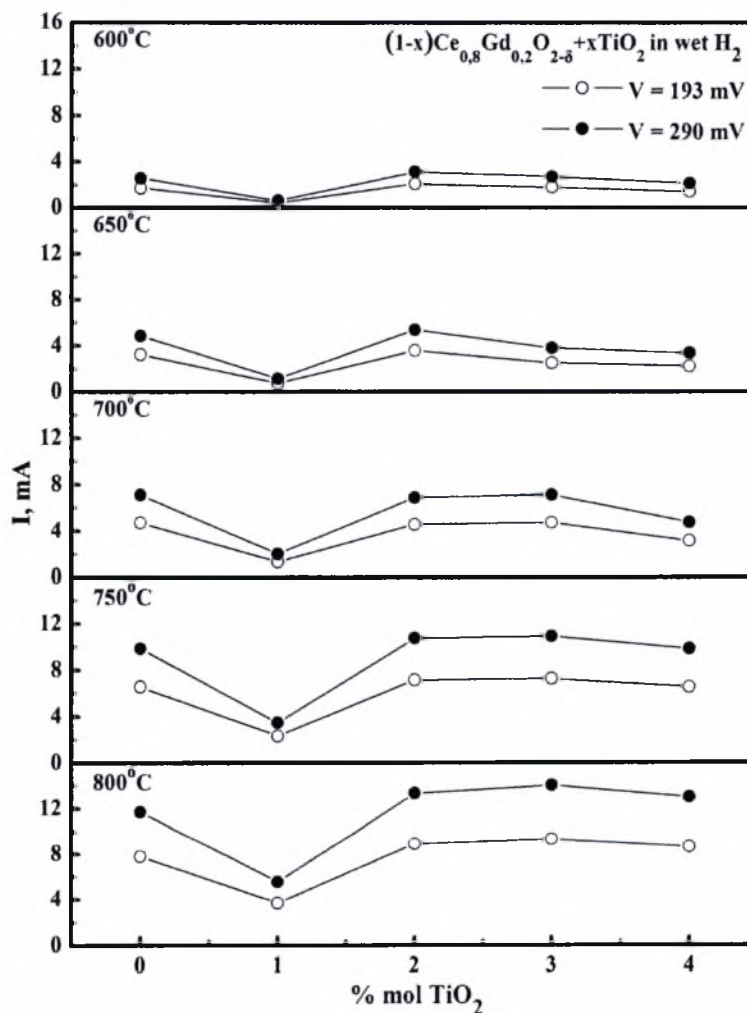 16
600°C
(1-x)Ce0,8Gd0,2O2-δ+xTiO2 in wet H2
12
V = 193 mV
8
V = 290 mV
4
0
650°C
12
8
4
0
700°C
12
8
4
0
750°C
12
8
4
0
800°C
12
8
4
0
I, mA
0 1 2 3 4
% mol TiO2